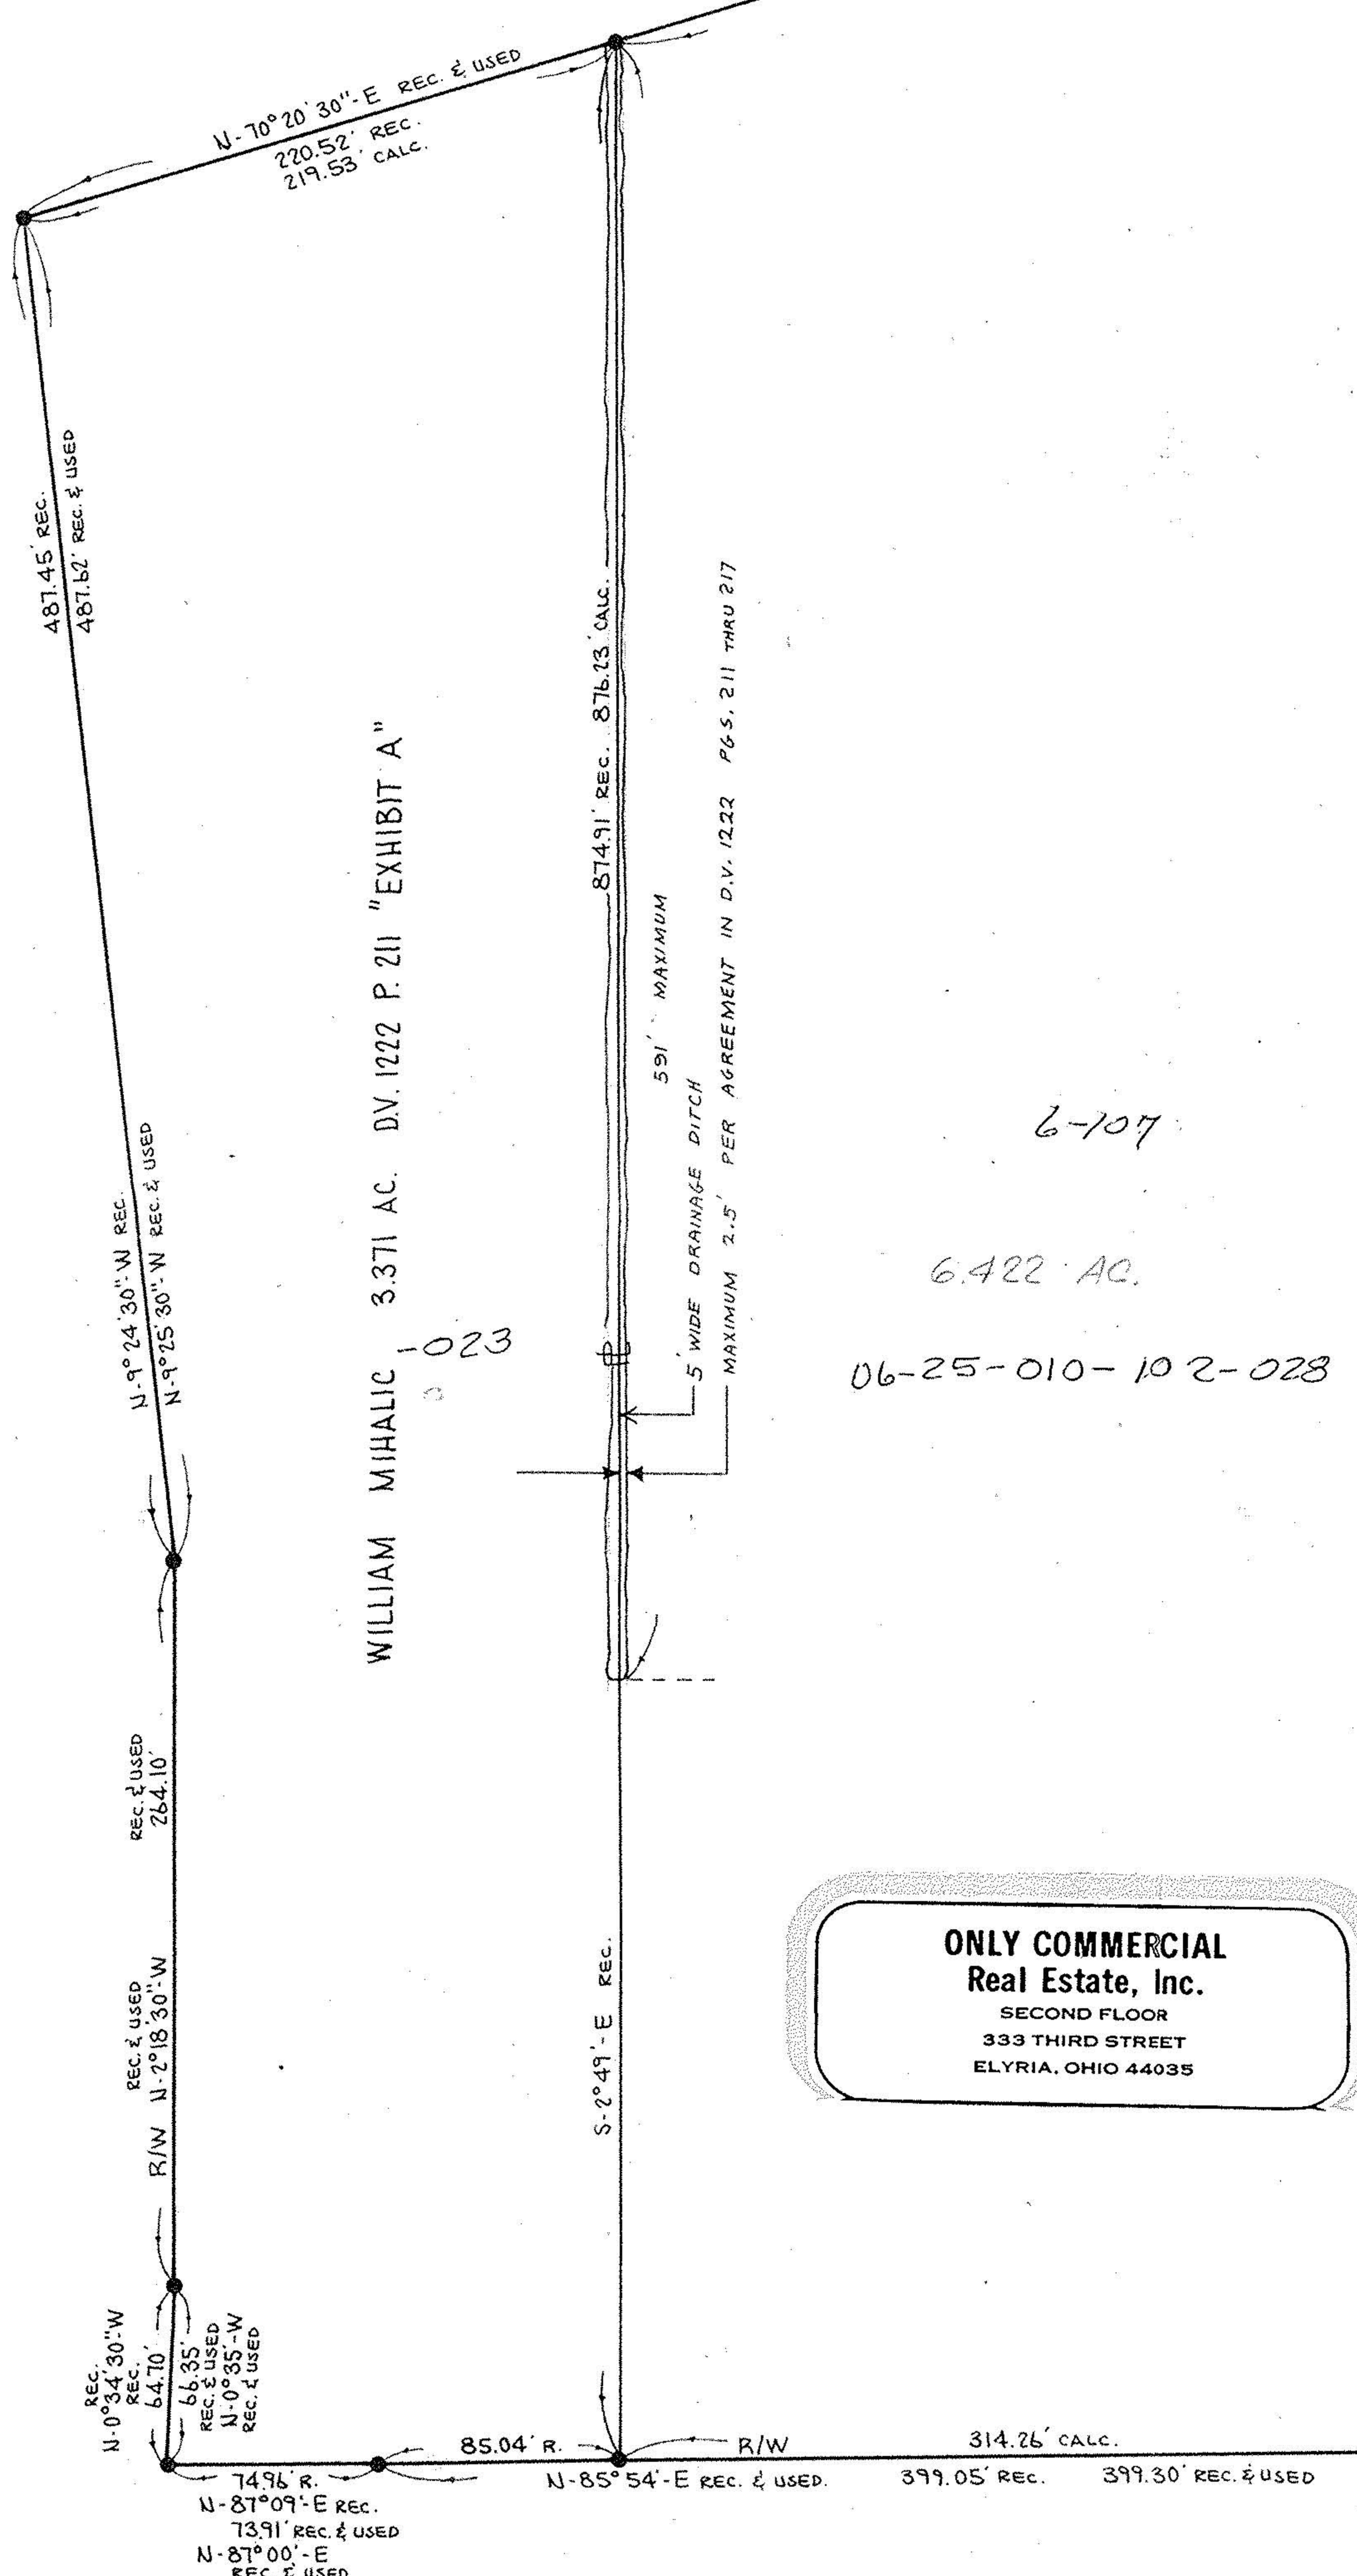 N-70°20'30"-E REC. & USED
220.52' REC.
219.53' CALC.
487.45' REC.
487.62' REC. & USED
N-9°24'30"-W REC.
N-9°25'30"-W REC. & USED
WILLIAM MIHALIC 3.371 AC. D.V. 1222 P. 211 "EXHIBIT A"
-023
874.91' REC. 876.23' CALC.
591' MAXIMUM
5' WIDE DRAINAGE DITCH
MAXIMUM 2.5' PER AGREEMENT IN D.V. 1222 PGS. 211 THRU 217
6-107
6.422 AC.
06-25-010-102-028
REC. & USED
264.10'
REC. & USED
R/W N-2°18'30"-W
S-2°49'-E REC.
ONLY COMMERCIAL
Real Estate, Inc.
SECOND FLOOR
333 THIRD STREET
ELYRIA, OHIO 44035
REC.
N-0°34'30"-W
REC.
64.70'
66.35'
REC. & USED
N-0°35'-W
REC. & USED
85.04' R.
R/W
314.26' CALC.
74.96' R.
N-85°54'-E REC. & USED.
399.05' REC.
399.30' REC. & USED
N-87°09'-E REC.
73.91' REC. & USED
N-87°00'-E
REC. & USED